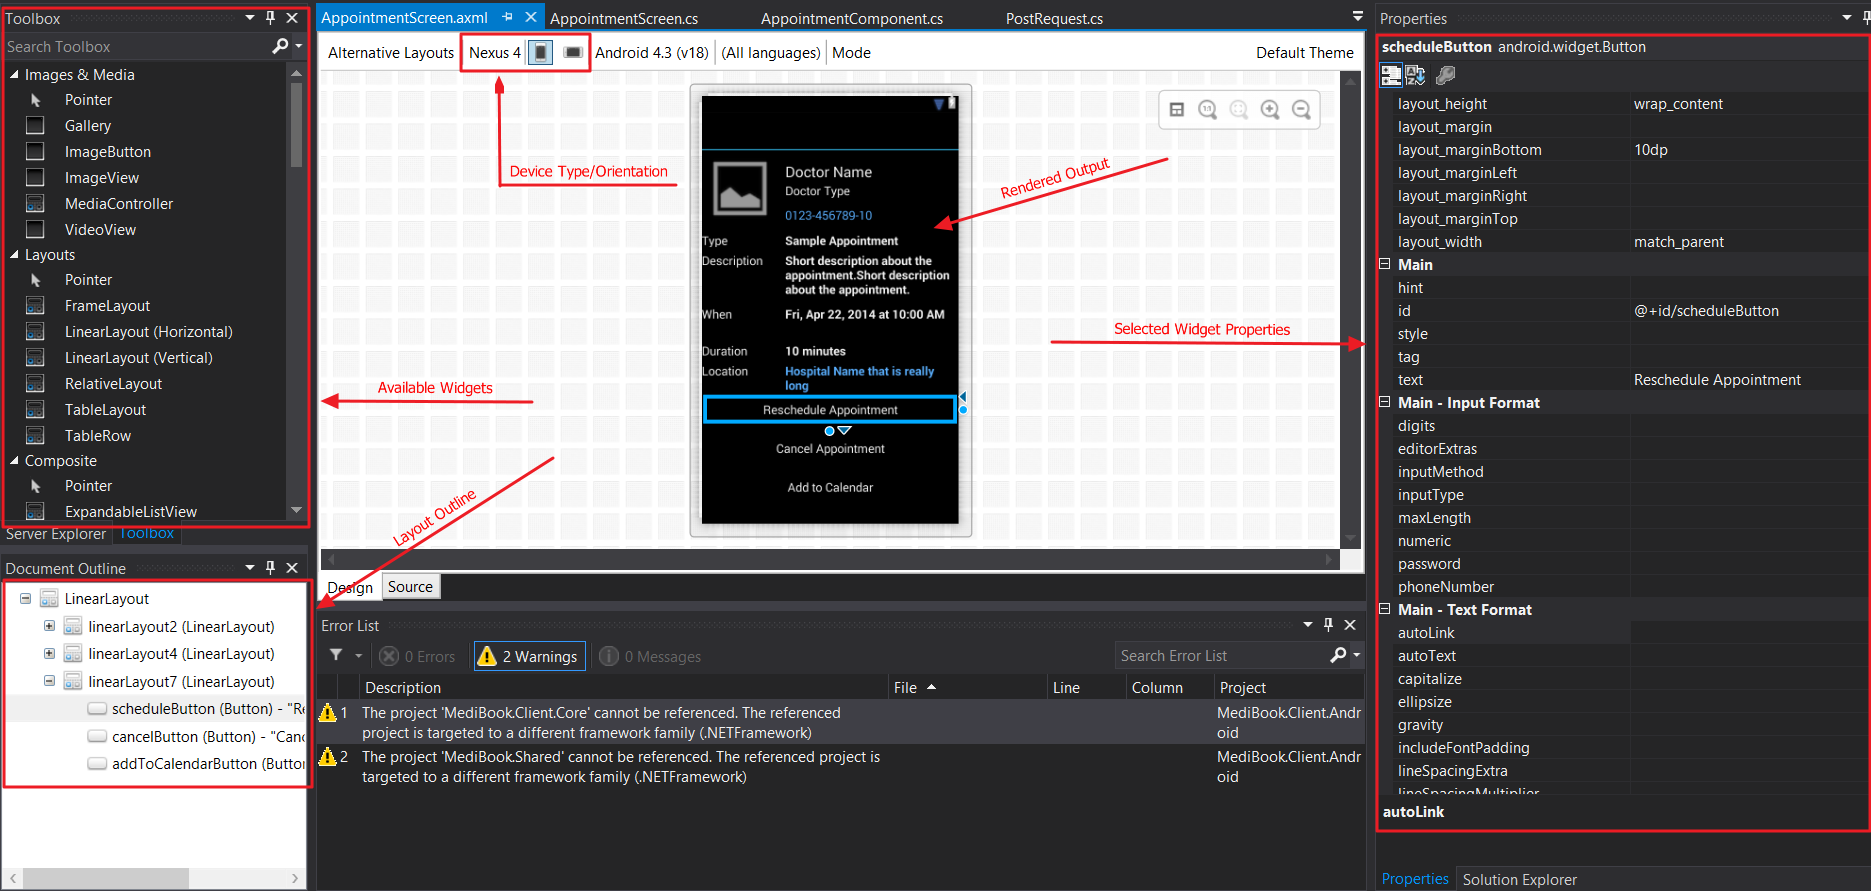 Toolbox
Search Toolbox
Images & Media
Pointer
Gallery
ImageButton
ImageView
MediaController
VideoView
Layouts
Pointer
FrameLayout
LinearLayout (Horizontal)
LinearLayout (Vertical)
RelativeLayout
TableLayout
TableRow
Composite
Pointer
ExpandableListView
Server Explorer Toolbox
Document Outline
LinearLayout
linearLayout2 (LinearLayout)
linearLayout4 (LinearLayout)
linearLayout7 (LinearLayout)
scheduleButton (Button) - "Re
cancelButton (Button) - "Canc
addToCalendarButton (Button
AppointmentScreen.axml AppointmentScreen.cs AppointmentComponent.cs PostRequest.cs
Alternative Layouts Nexus 4 Android 4.3 (v18) (All languages) Mode Default Theme
Device Type/Orientation
Rendered Output
Selected Widget Properties
Available Widgets
Layout Outline
1:1
Doctor Name
Doctor Type
0123-456789-10
Type Sample Appointment
Description Short description about the
appointment.Short description
about the appointment.
When Fri, Apr 22, 2014 at 10:00 AM
Duration 10 minutes
Location Hospital Name that is really
long
Reschedule Appointment
Cancel Appointment
Add to Calendar
Design Source
Error List
0 Errors 2 Warnings 0 Messages Search Error List
Description File Line Column Project
1 The project 'MediBook.Client.Core' cannot be referenced. The referenced MediBook.Client.Andr
project is targeted to a different framework family (.NETFramework) oid
2 The project 'MediBook.Shared' cannot be referenced. The referenced project is MediBook.Client.Andr
targeted to a different framework family (.NETFramework) oid
Properties
scheduleButton android.widget.Button
layout_height wrap_content
layout_margin
layout_marginBottom 10dp
layout_marginLeft
layout_marginRight
layout_marginTop
layout_width match_parent
Main
hint
id @+id/scheduleButton
style
tag
text Reschedule Appointment
Main - Input Format
digits
editorExtras
inputMethod
inputType
maxLength
numeric
password
phoneNumber
Main - Text Format
autoLink
autoText
capitalize
ellipsize
gravity
includeFontPadding
lineSpacingExtra
lineSpacingMultiplier
autoLink
Properties Solution Explorer